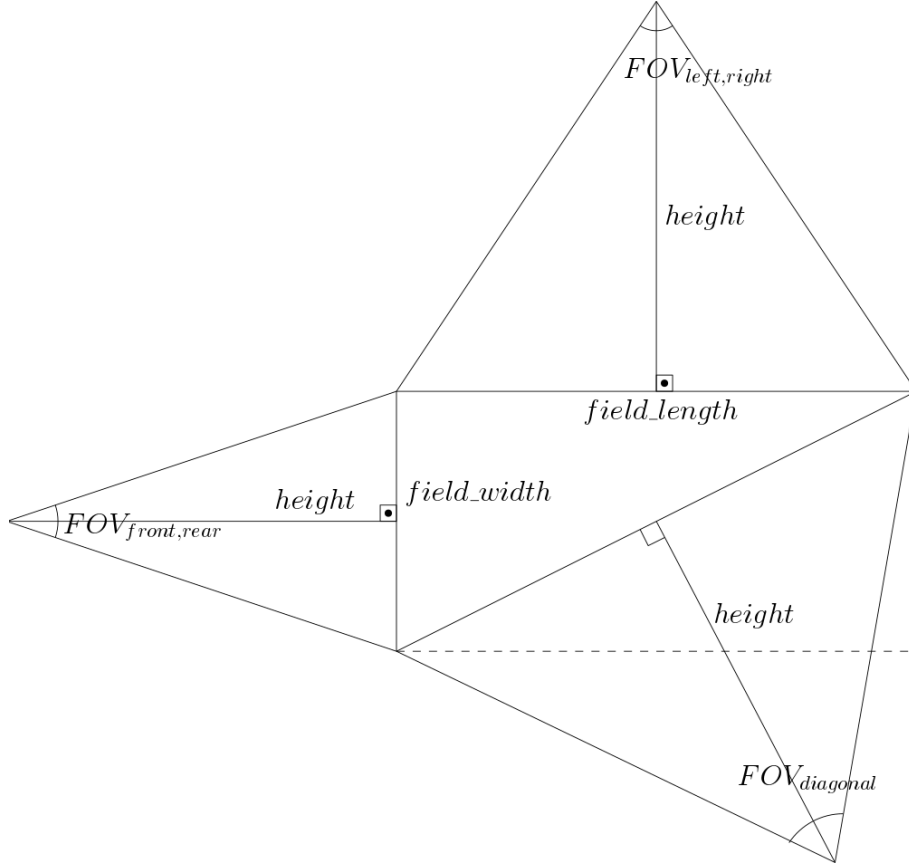 FOV_{left,right}
height
field_length
height
field_width
FOV_{front,rear}
height
FOV_{diagonal}